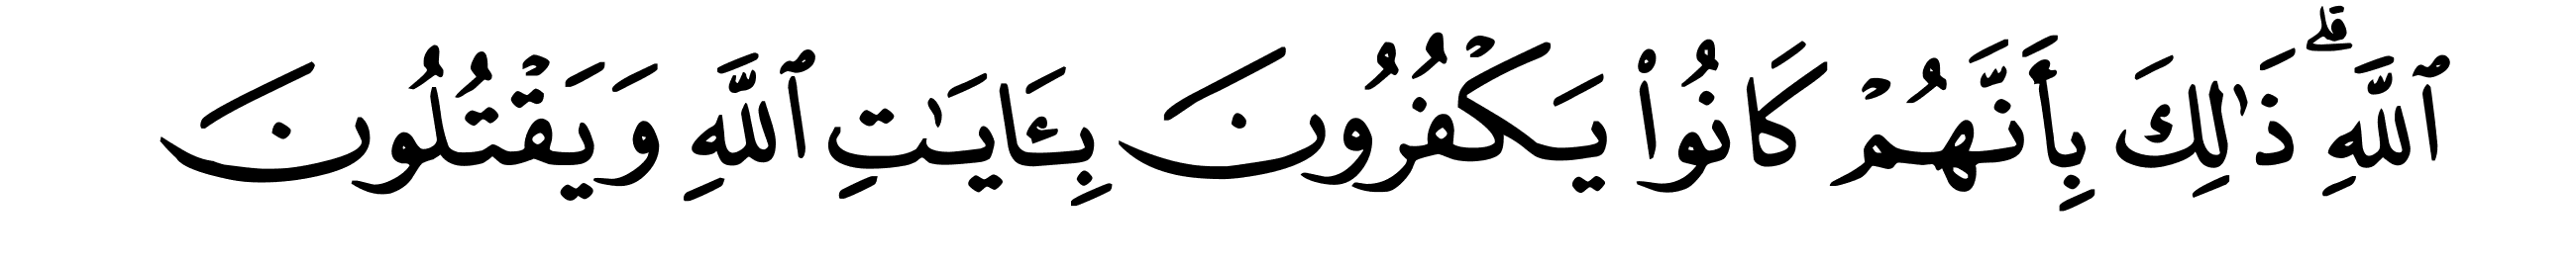 ٱللَّهِۗ ذَٰلِكَ بِأَنَّهُمْ كَانُوا۟ يَكْفُرُونَ بِـَٔايَـٰتِ ٱللَّهِ وَيَقْتُلُونَ